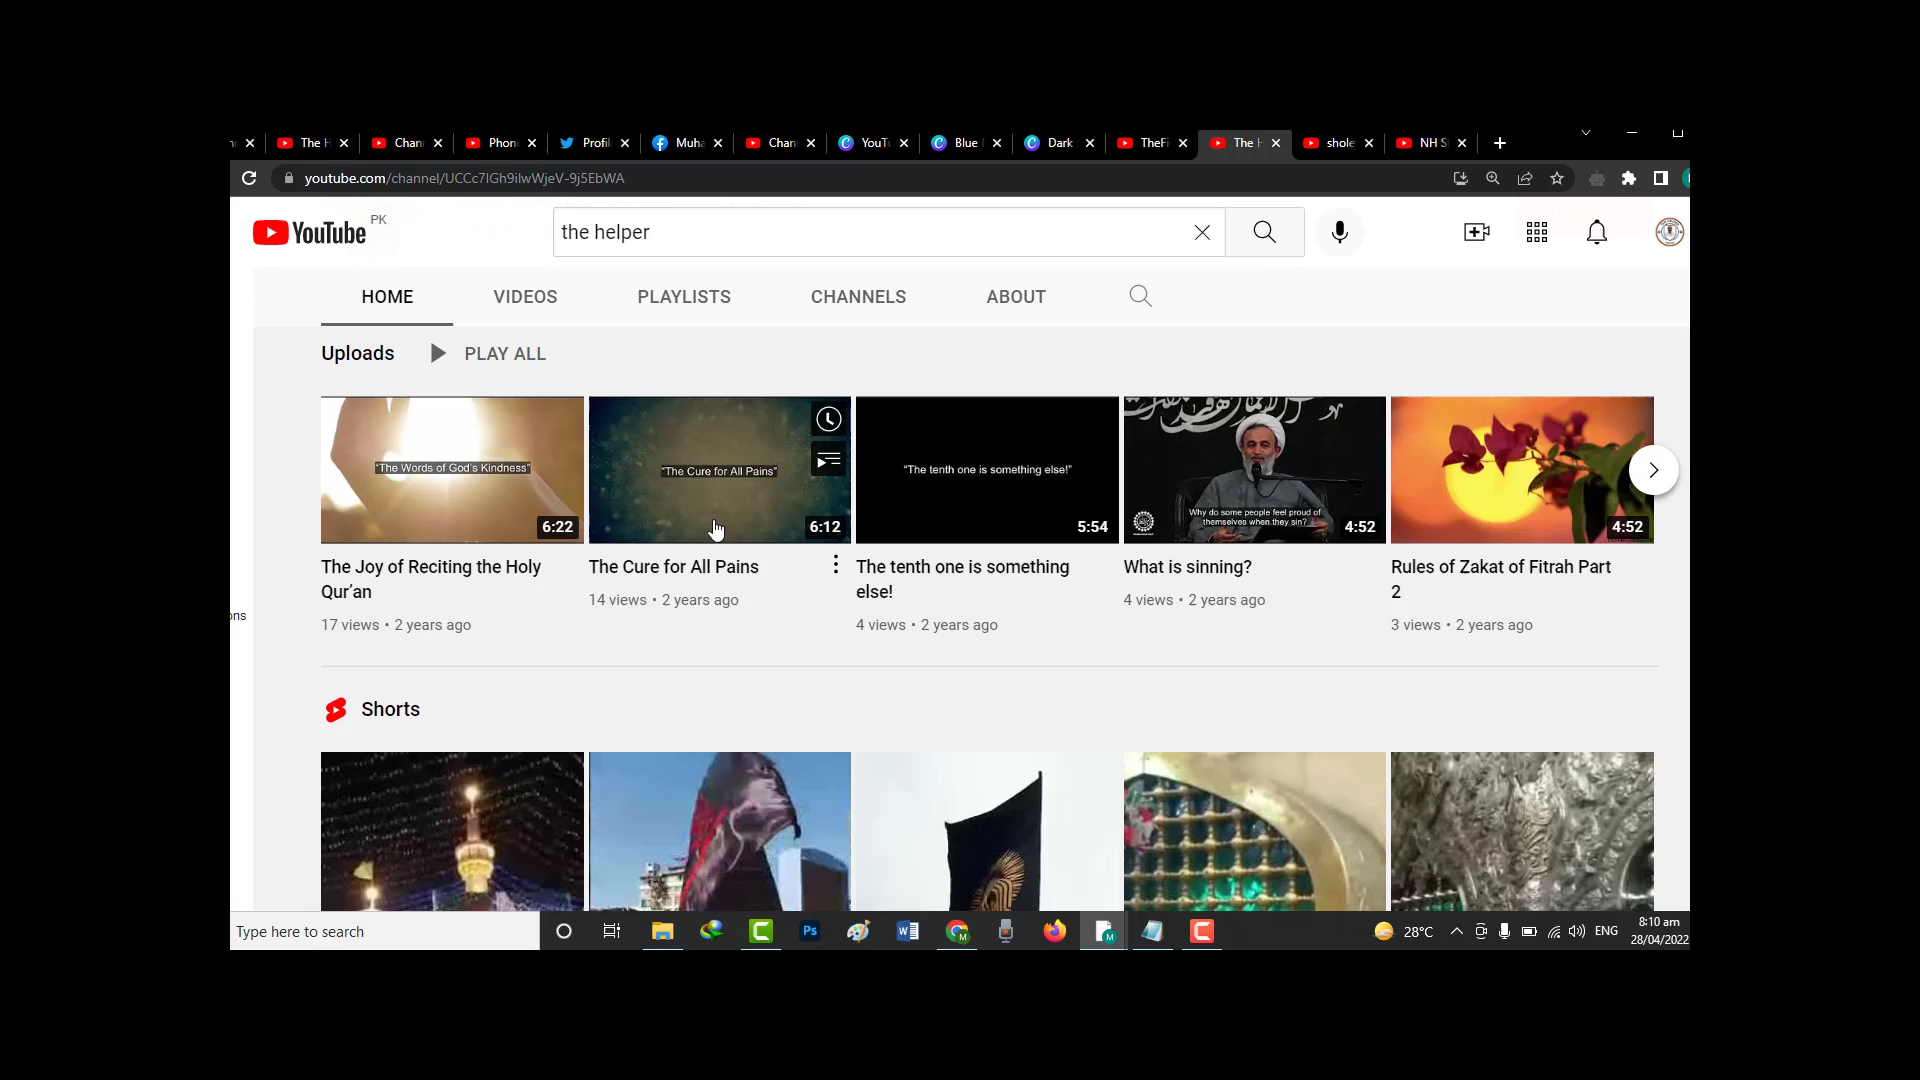 The H
Chan
Phon
Profil
Muha
Chan
YouT
Blue
Dark
TheFi
The H
shole
NH S
youtube.com/channel/UCCc7lGh9ilwWjeV-9j5EbWA
YouTube PK
the helper
HOME VIDEOS PLAYLISTS CHANNELS ABOUT
Uploads PLAY ALL
"The Words of God's Kindness"
6:22
"The Cure for All Pains"
6:12
"The tenth one is something else!"
5:54
Why do some people feel proud of
themselves when they sin?
4:52
4:52
The Joy of Reciting the Holy
Qur’an
17 views • 2 years ago
The Cure for All Pains
14 views • 2 years ago
The tenth one is something
else!
4 views • 2 years ago
What is sinning?
4 views • 2 years ago
Rules of Zakat of Fitrah Part
2
3 views • 2 years ago
ons
Shorts
Type here to search
Ps
28°C
ENG
8:10 am
28/04/2022